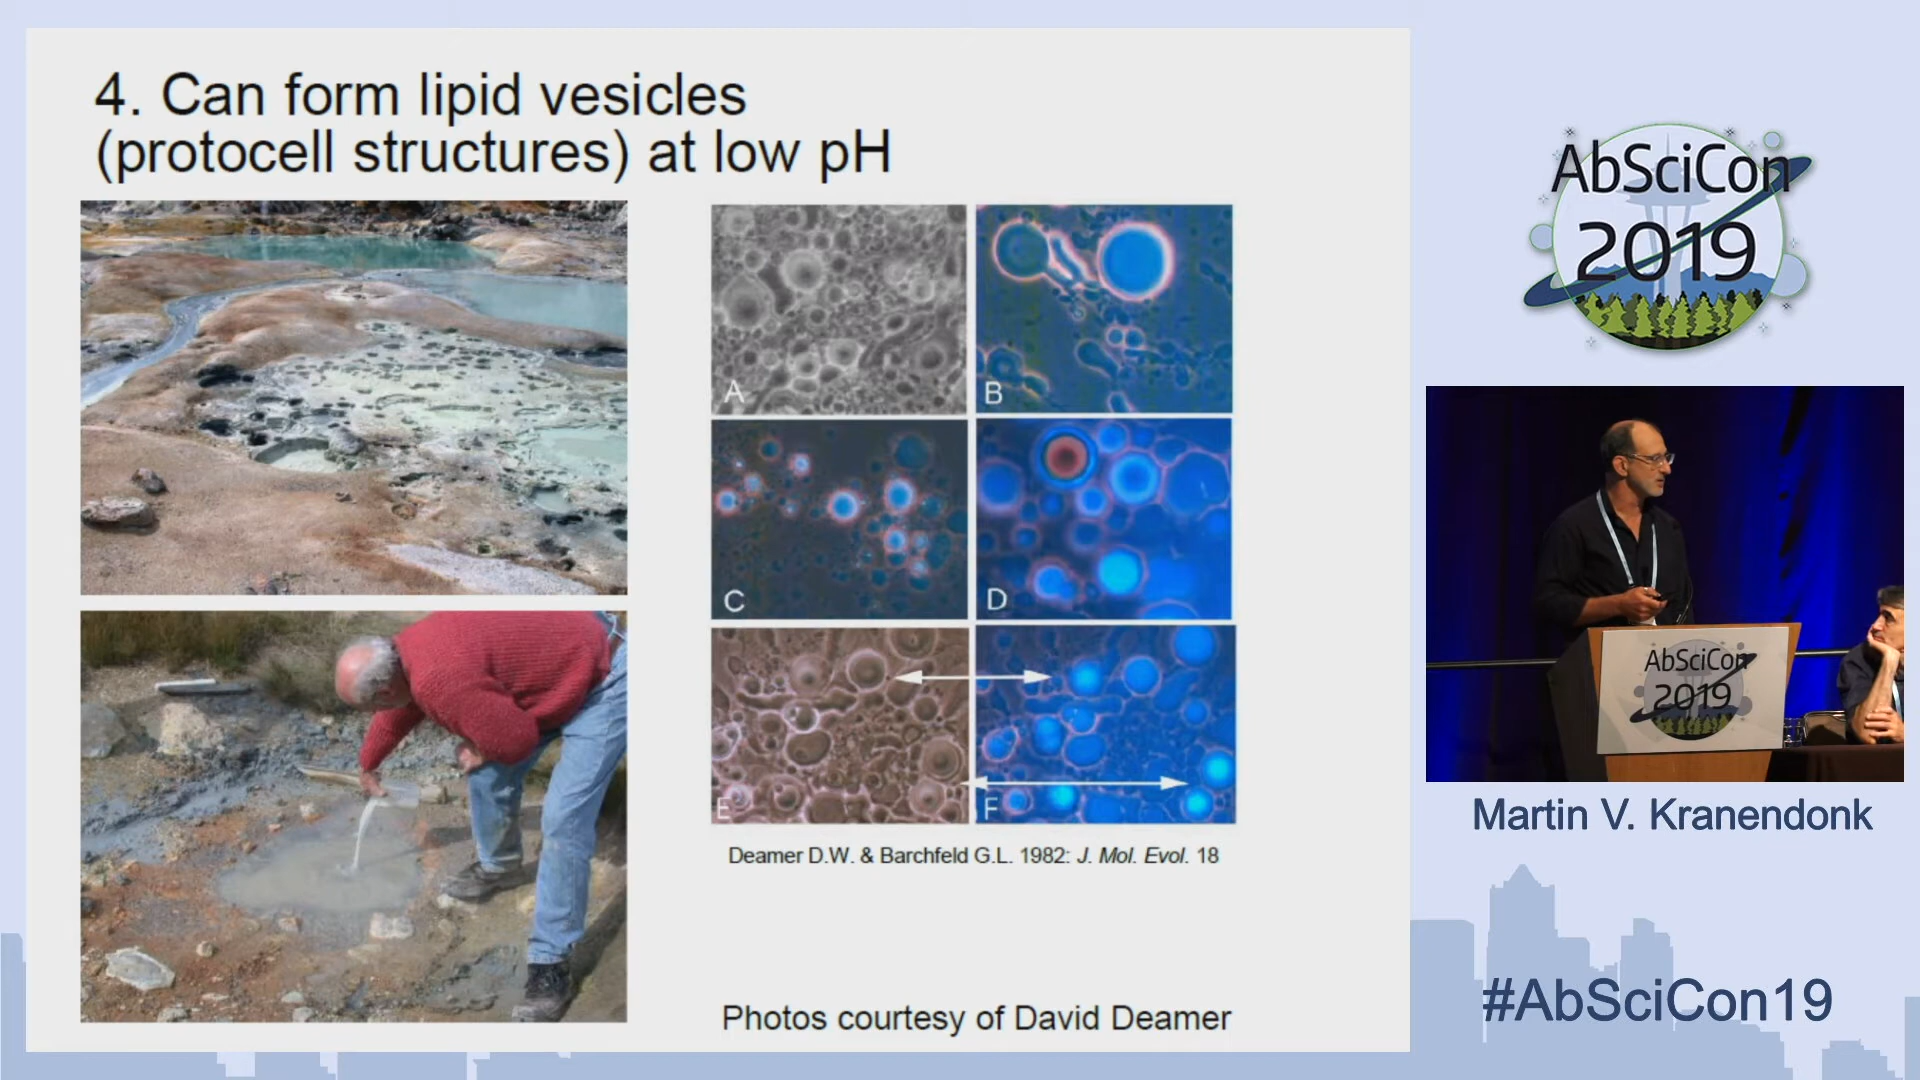 4. Can form lipid vesicles
(protocell structures) at low pH
A
B
C
D
E
F
Deamer D.W. & Barchfeld G.L. 1982: J. Mol. Evol. 18
Photos courtesy of David Deamer
AbSciCon
2019
AbSciCon
2019
Martin V. Kranendonk
#AbSciCon19